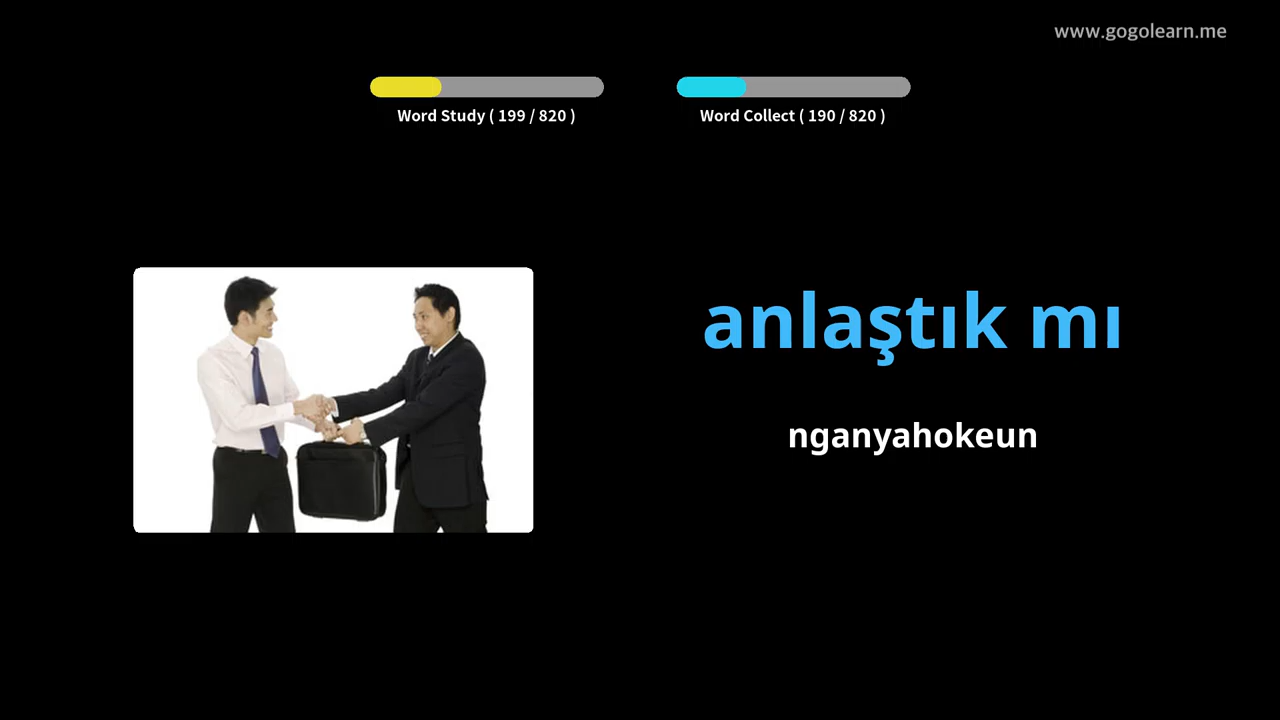 www.gogolearn.me
Word Study ( 199 / 820 )
Word Collect ( 190 / 820 )
anlaştık mı
nganyahokeun